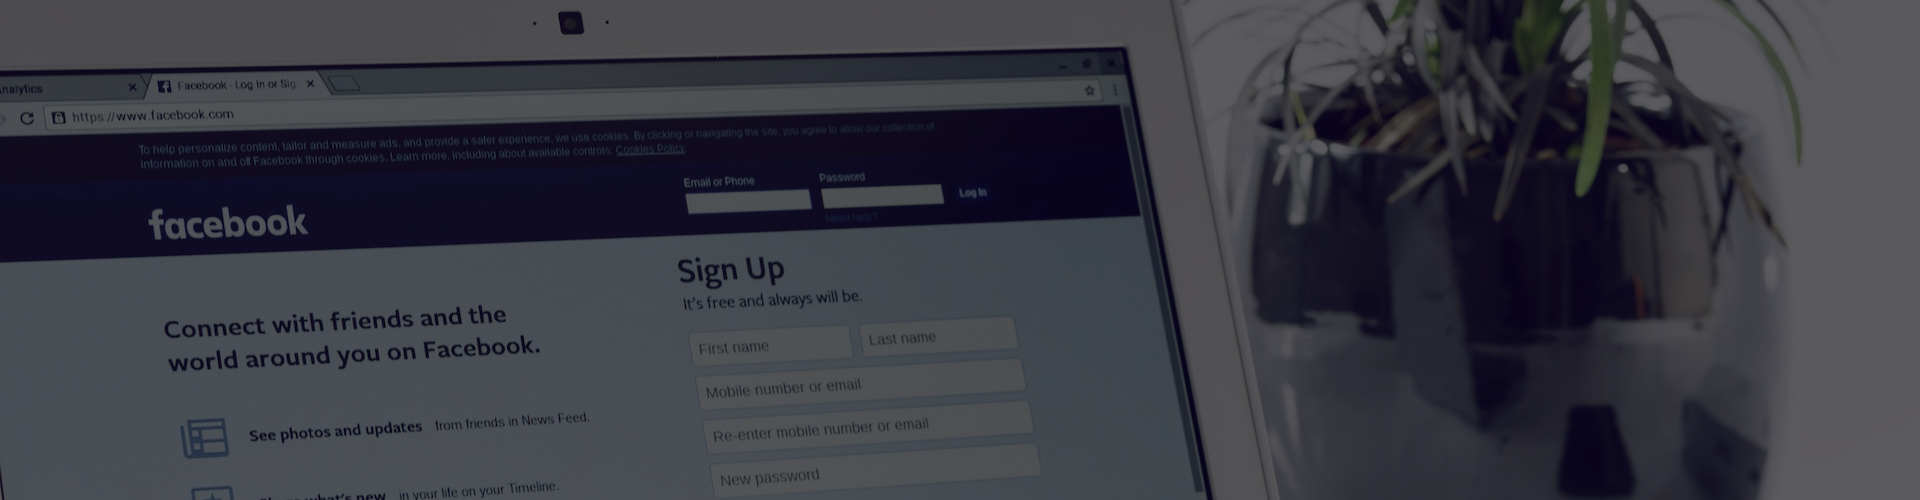 nalytics
Facebook - Log In or Sig
https://www.facebook.com
To help personalize content, tailor and measure ads, and provide a safer experience, we use cookies. By clicking or navigating the site, you agree to allow our collection of
information on and off Facebook through cookies. Learn more, including about available controls: Cookies Policy
Email or Phone
Password
Log In
Need help?
facebook
Sign Up
It's free and always will be.
Connect with friends and the
world around you on Facebook.
First name
Last name
Mobile number or email
Re-enter mobile number or email
New password
See photos and updates from friends in News Feed.
what's new in your life on your Timeline.